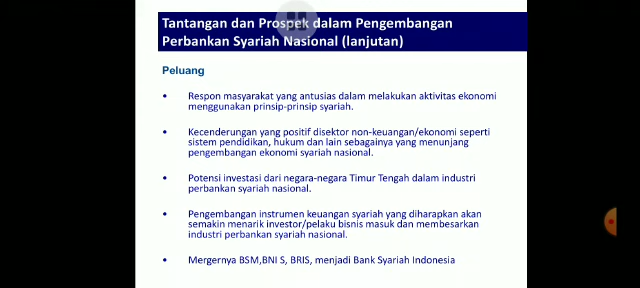 Tantangan dan Prospek dalam Pengembangan
Perbankan Syariah Nasional (lanjutan)
Peluang
• Respon masyarakat yang antusias dalam melakukan aktivitas ekonomi
menggunakan prinsip-prinsip syariah.
• Kecenderungan yang positif disektor non-keuangan/ekonomi seperti
sistem pendidikan, hukum dan lain sebagainya yang menunjang
pengembangan ekonomi syariah nasional.
• Potensi investasi dari negara-negara Timur Tengah dalam industri
perbankan syariah nasional.
• Pengembangan instrumen keuangan syariah yang diharapkan akan
semakin menarik investor/pelaku bisnis masuk dan membesarkan
industri perbankan syariah nasional.
• Mergernya BSM,BNI S, BRIS, menjadi Bank Syariah Indonesia